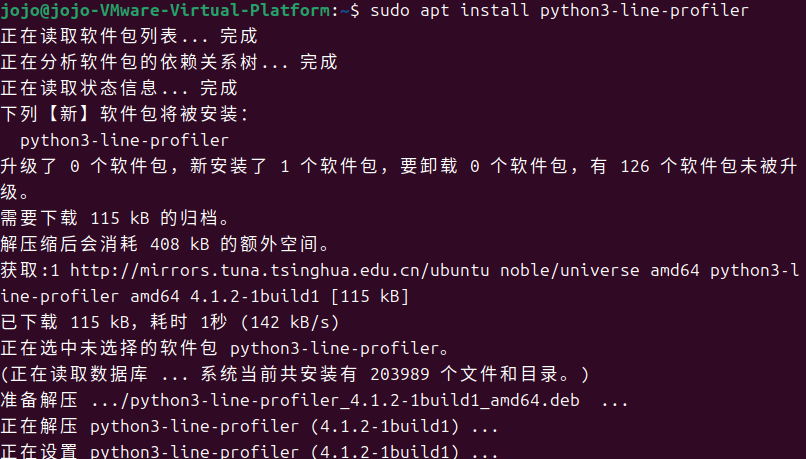 jojo@jojo-VMware-Virtual-Platform:~$ sudo apt install python3-line-profiler
正在读取软件包列表... 完成
正在分析软件包的依赖关系树... 完成
正在读取状态信息... 完成
下列【新】软件包将被安装：
  python3-line-profiler
升级了 0 个软件包，新安装了 1 个软件包，要卸载 0 个软件包，有 126 个软件包未被升
级。
需要下载 115 kB 的归档。
解压缩后会消耗 408 kB 的额外空间。
获取:1 http://mirrors.tuna.tsinghua.edu.cn/ubuntu noble/universe amd64 python3-l
ine-profiler amd64 4.1.2-1build1 [115 kB]
已下载 115 kB，耗时 1秒 (142 kB/s)
正在选中未选择的软件包 python3-line-profiler。
(正在读取数据库 ... 系统当前共安装有 203989 个文件和目录。)
准备解压 .../python3-line-profiler_4.1.2-1build1_amd64.deb  ...
正在解压 python3-line-profiler (4.1.2-1build1) ...
正在设置 python3-line-profiler (4.1.2-1build1) ...